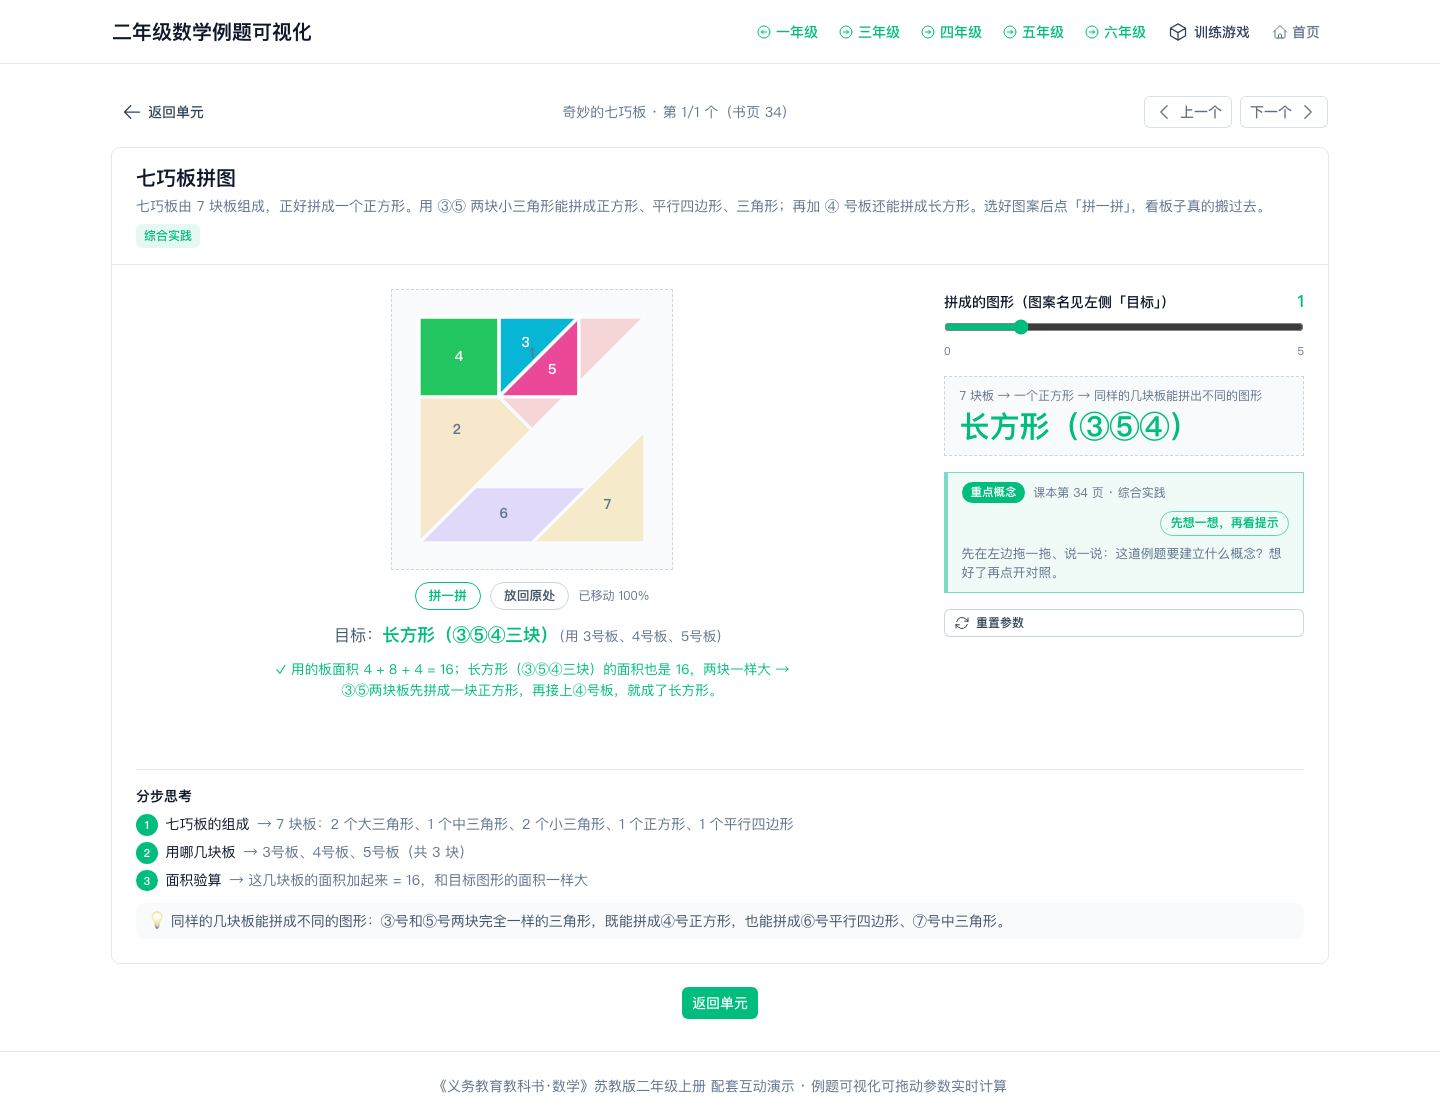 二年级数学例题可视化
一年级 三年级 四年级 五年级 六年级 训练游戏 首页
返回单元
奇妙的七巧板 · 第 1/1 个（书页 34）
上一个
下一个
七巧板拼图
七巧板由 7 块板组成，正好拼成一个正方形。用 ③⑤ 两块小三角形能拼成正方形、平行四边形、三角形；再加 ④ 号板还能拼成长方形。选好图案后点「拼一拼」，看板子真的搬过去。
综合实践
4
3
5
2
6
7
拼一拼 放回原处 已移动 100%
目标：长方形（③⑤④三块）（用 3号板、4号板、5号板）
✓ 用的板面积 4 + 8 + 4 = 16；长方形（③⑤④三块）的面积也是 16，两块一样大 →
③⑤两块板先拼成一块正方形，再接上④号板，就成了长方形。
拼成的图形（图案名见左侧「目标」） 1
0 5
7 块板 → 一个正方形 → 同样的几块板能拼出不同的图形
长方形（③⑤④）
重点概念 课本第 34 页 · 综合实践
先想一想，再看提示
先在左边拖一拖、说一说：这道例题要建立什么概念？想
好了再点开对照。
重置参数
分步思考
1 七巧板的组成 → 7 块板：2 个大三角形、1 个中三角形、2 个小三角形、1 个正方形、1 个平行四边形
2 用哪几块板 → 3号板、4号板、5号板（共 3 块）
3 面积验算 → 这几块板的面积加起来 = 16，和目标图形的面积一样大
💡 同样的几块板能拼成不同的图形：③号和⑤号两块完全一样的三角形，既能拼成④号正方形，也能拼成⑥号平行四边形、⑦号中三角形。
返回单元
《义务教育教科书·数学》苏教版二年级上册 配套互动演示 · 例题可视化可拖动参数实时计算